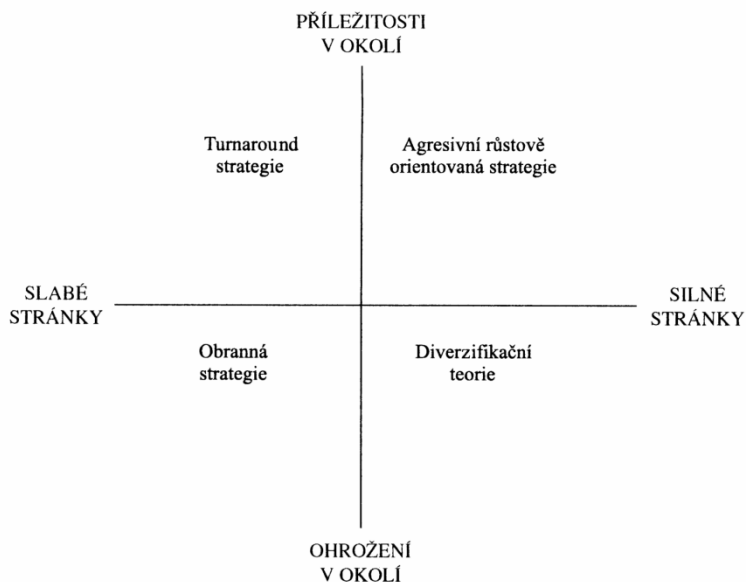 PŘÍLEŽITOSTI
V OKOLÍ
Turnaround
strategie
Agresivní růstově
orientovaná strategie
SLABÉ
STRÁNKY
SILNÉ
STRÁNKY
Obranná
strategie
Diverzifikační
teorie
OHROŽENÍ
V OKOLÍ